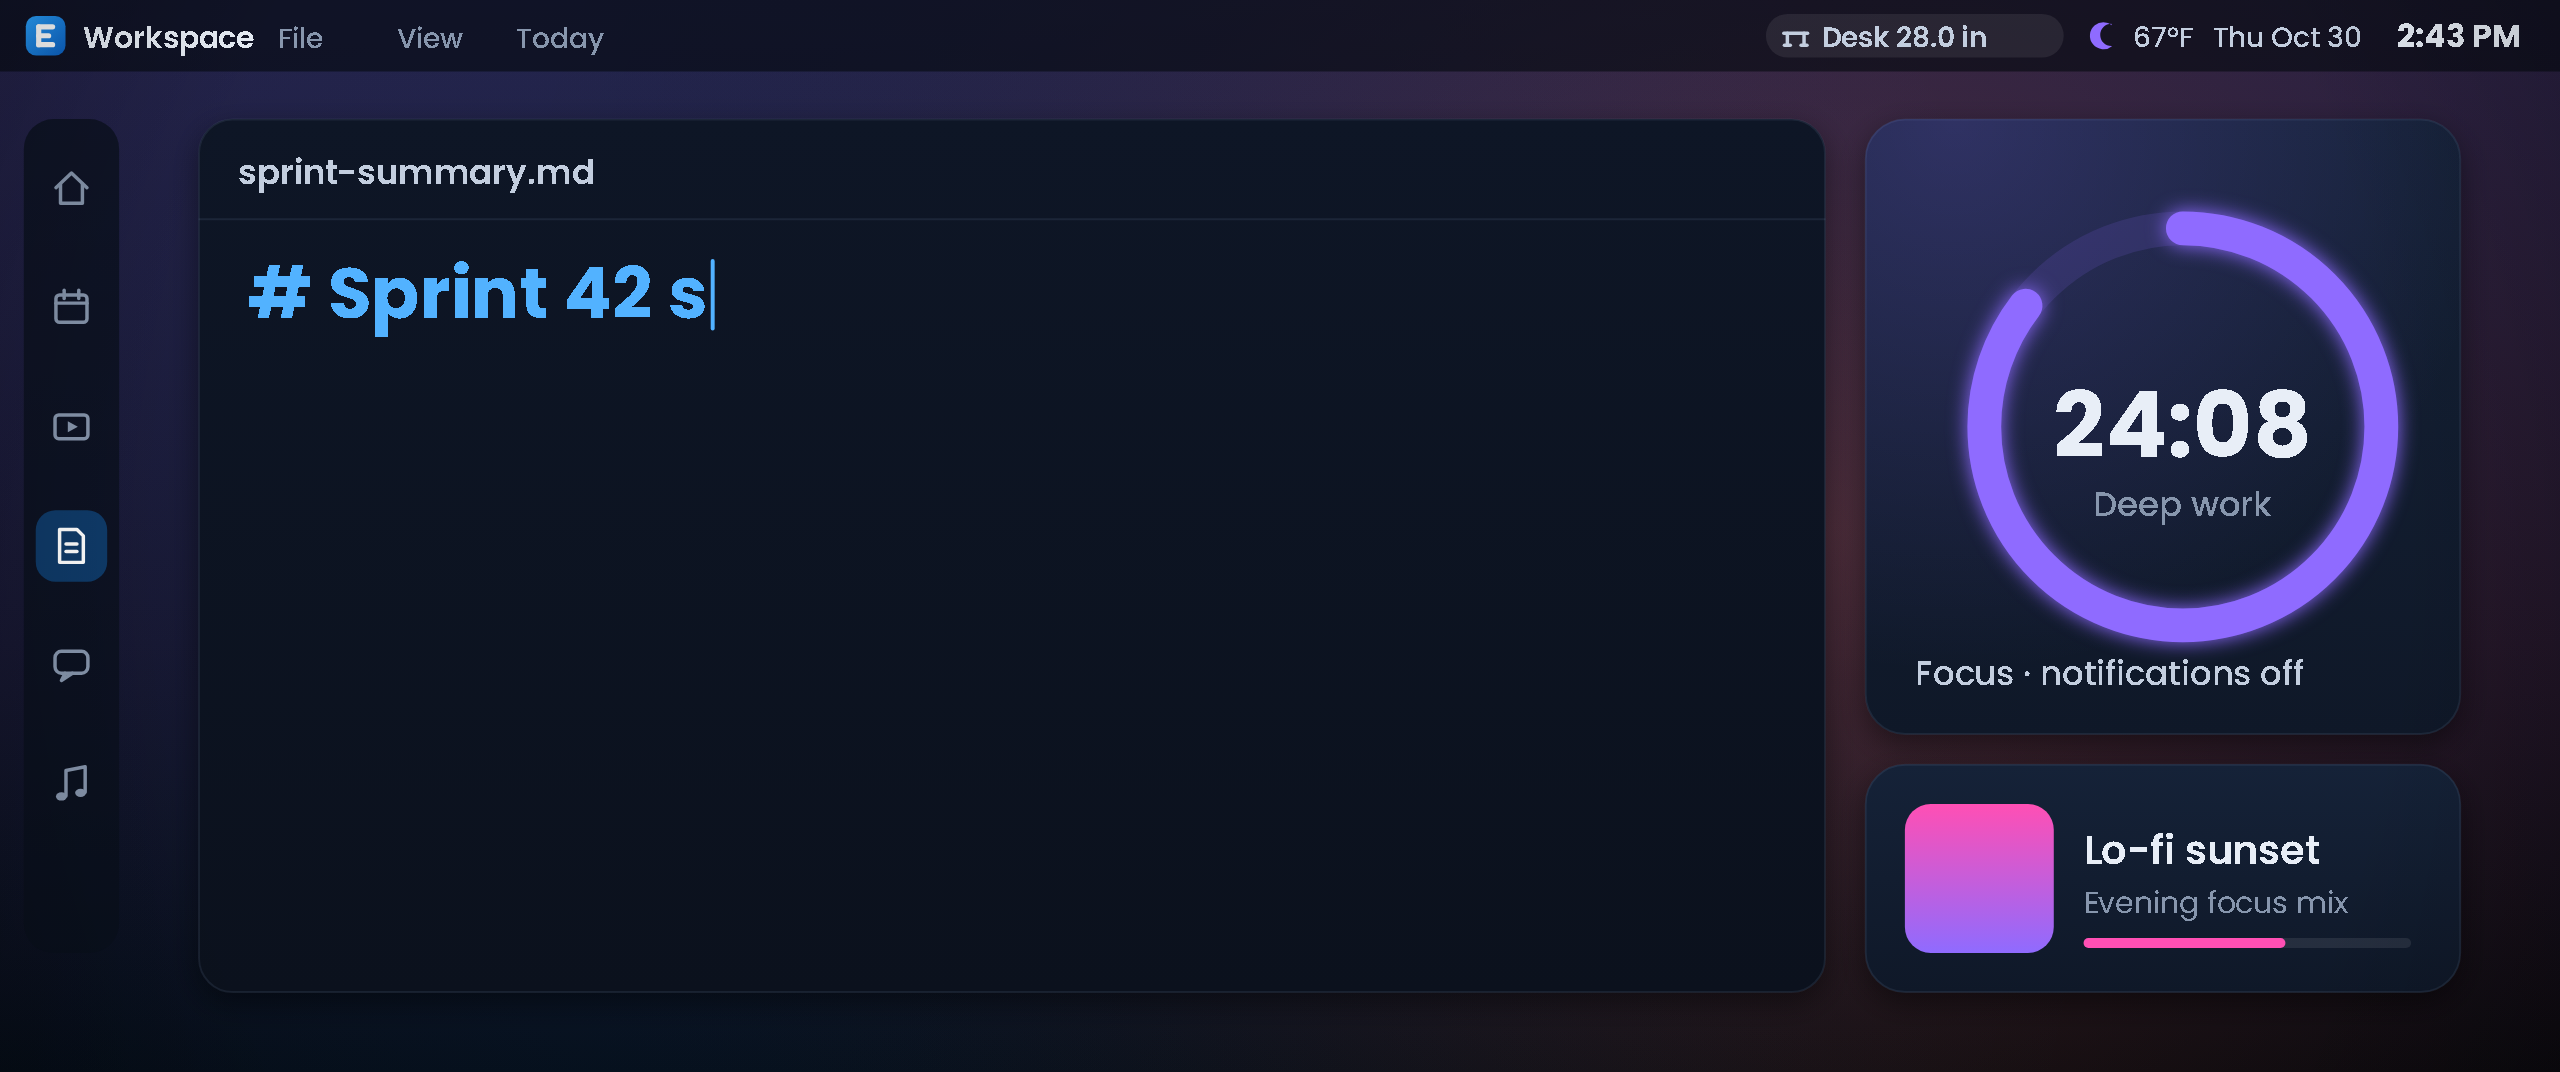 E Workspace File View Today Desk 28.0 in 67°F Thu Oct 30 2:43 PM
sprint-summary.md
# Sprint 42 s
24:08
Deep work
Focus · notifications off
Lo-fi sunset
Evening focus mix